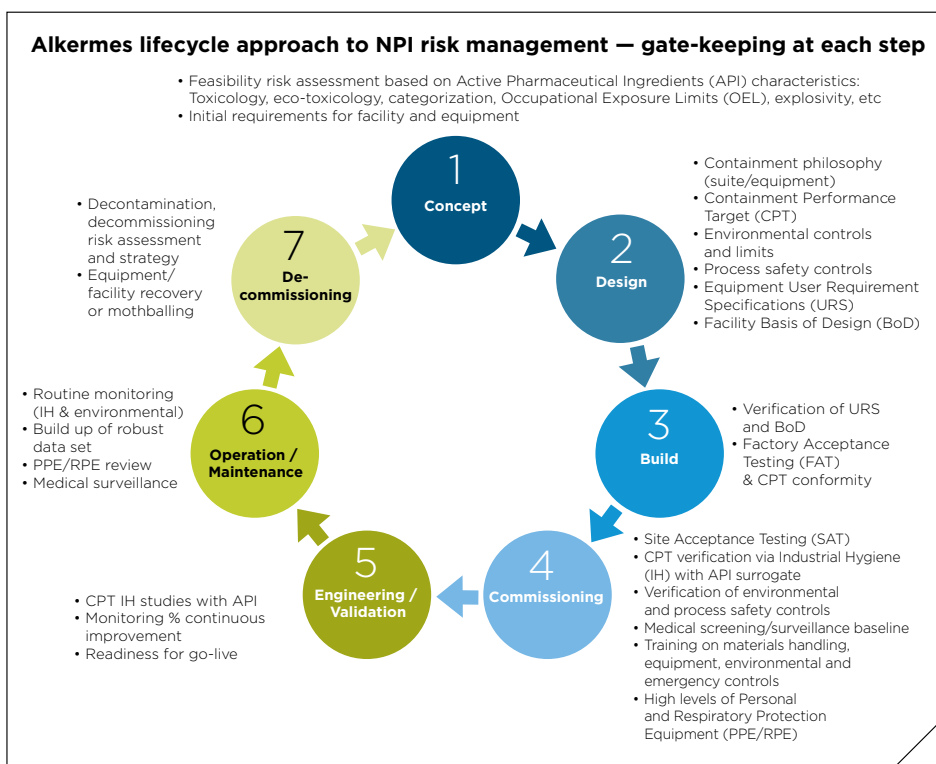 Alkermes lifecycle approach to NPI risk management — gate-keeping at each step
• Feasibility risk assessment based on Active Pharmaceutical Ingredients (API) characteristics:
Toxicology, eco-toxicology, categorization, Occupational Exposure Limits (OEL), explosivity, etc
• Initial requirements for facility and equipment
1
Concept
• Containment philosophy
(suite/equipment)
• Containment Performance
Target (CPT)
• Environmental controls
and limits
• Process safety controls
• Equipment User Requirement
Specifications (URS)
• Facility Basis of Design (BoD)
2
Design
3
Build
• Verification of URS
and BoD
• Factory Acceptance
Testing (FAT)
& CPT conformity
4
Commissioning
• Site Acceptance Testing (SAT)
• CPT verification via Industrial Hygiene
(IH) with API surrogate
• Verification of environmental
and process safety controls
• Medical screening/surveillance baseline
• Training on materials handling,
equipment, environmental and
emergency controls
• High levels of Personal
and Respiratory Protection
Equipment (PPE/RPE)
5
Engineering /
Validation
• CPT IH studies with API
• Monitoring % continuous
improvement
• Readiness for go-live
6
Operation /
Maintenance
• Routine monitoring
(IH & environmental)
• Build up of robust
data set
• PPE/RPE review
• Medical surveillance
7
De-
commissioning
• Decontamination,
decommissioning
risk assessment
and strategy
• Equipment/
facility recovery
or mothballing